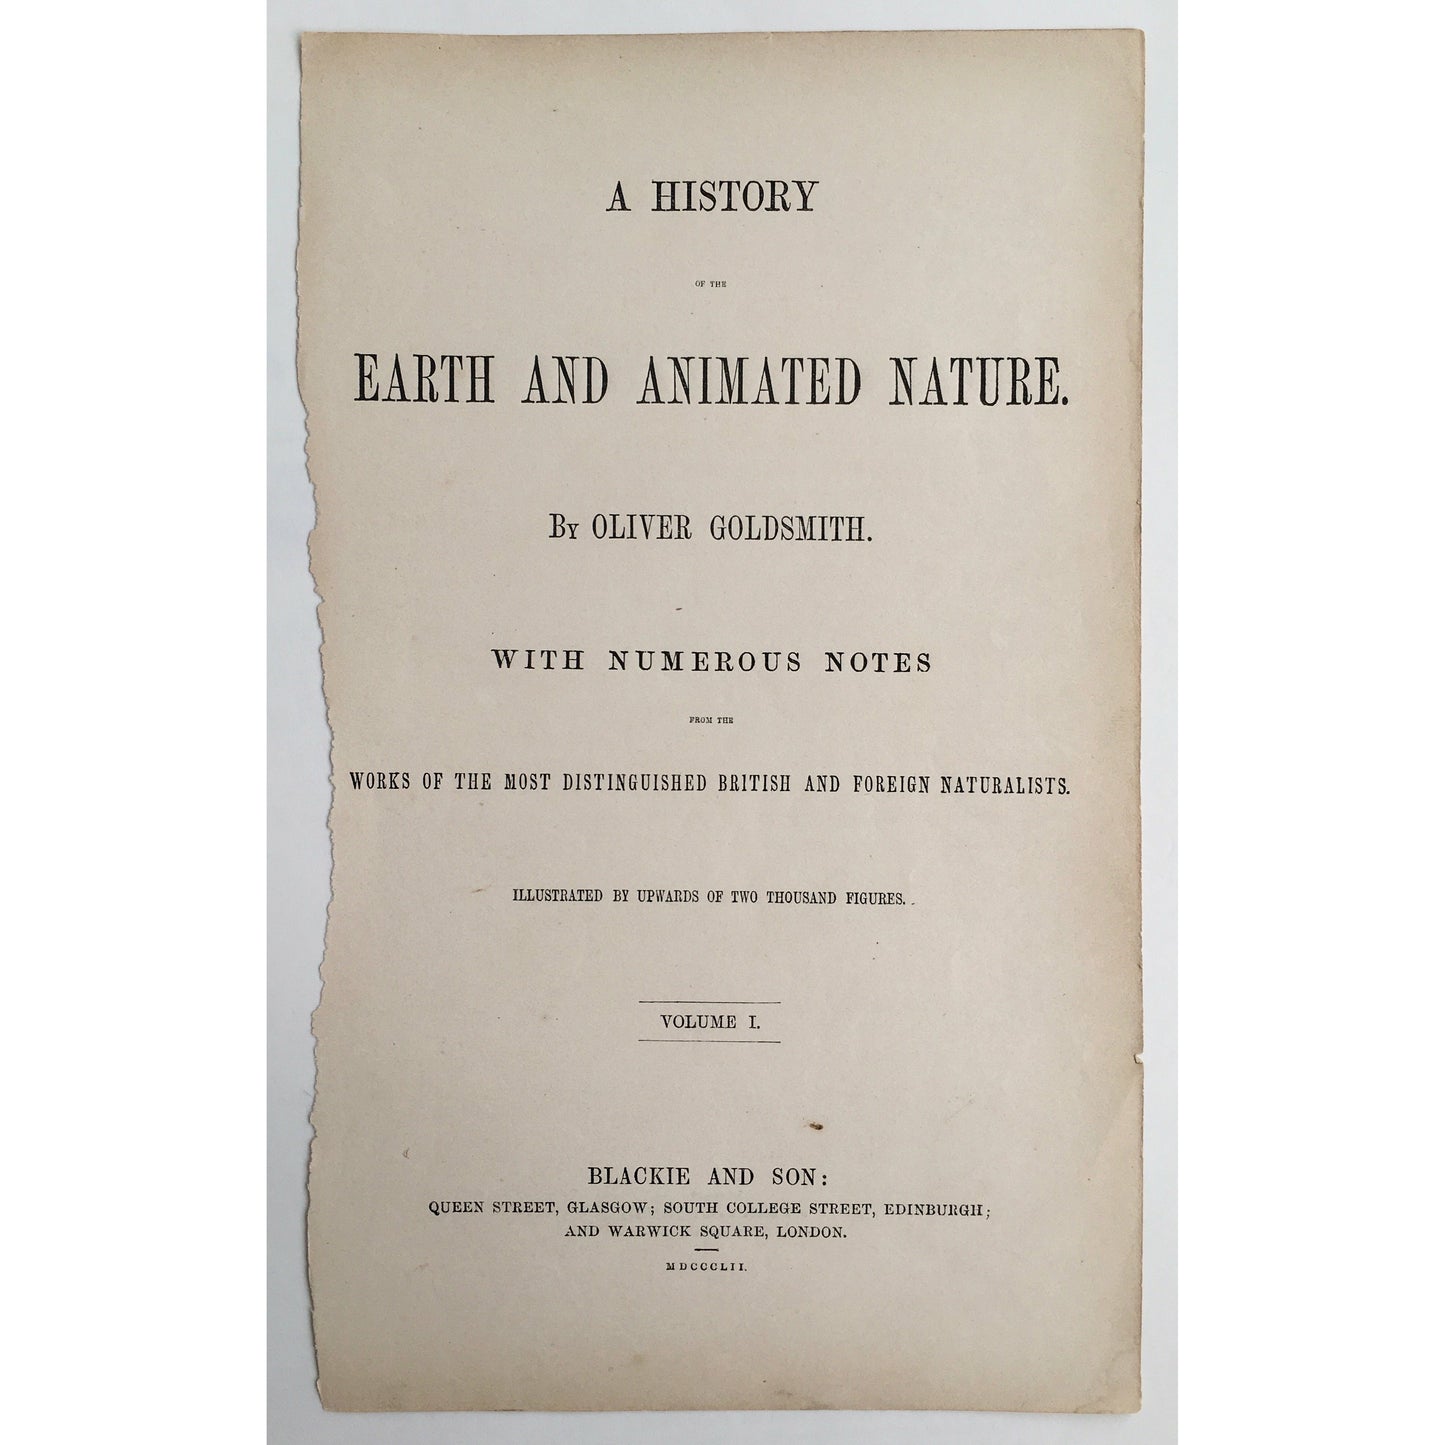 A HISTORY
OF THE
EARTH AND ANIMATED NATURE.
By OLIVER GOLDSMITH.
WITH NUMEROUS NOTES
FROM THE
WORKS OF THE MOST DISTINGUISHED BRITISH AND FOREIGN NATURALISTS.
ILLUSTRATED BY UPWARDS OF TWO THOUSAND FIGURES.
VOLUME I.
BLACKIE AND SON:
QUEEN STREET, GLASGOW; SOUTH COLLEGE STREET, EDINBURGH;
AND WARWICK SQUARE, LONDON.
MDCCCLII.